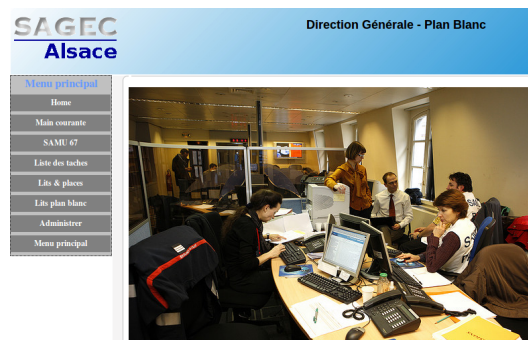 SAGEC
Alsace
Direction Générale - Plan Blanc
Menu principal
Home
Main courante
SAMU 67
Liste des taches
Lits & places
Lits plan blanc
Administrer
Menu principal